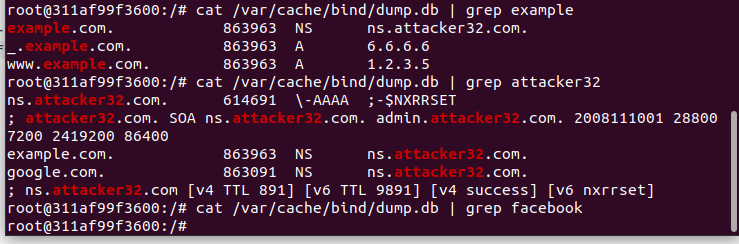 root@311af99f3600:/# cat /var/cache/bind/dump.db | grep example
example.com. 863963 NS ns.attacker32.com.
_.example.com. 863963 A 6.6.6.6
www.example.com. 863963 A 1.2.3.5
root@311af99f3600:/# cat /var/cache/bind/dump.db | grep attacker32
ns.attacker32.com. 614691 \-AAAA ;-$NXRRSET
; attacker32.com. SOA ns.attacker32.com. admin.attacker32.com. 2008111001 28800
7200 2419200 86400
example.com. 863963 NS ns.attacker32.com.
google.com. 863091 NS ns.attacker32.com.
; ns.attacker32.com [v4 TTL 891] [v6 TTL 9891] [v4 success] [v6 nxrrset]
root@311af99f3600:/# cat /var/cache/bind/dump.db | grep facebook
root@311af99f3600:/#